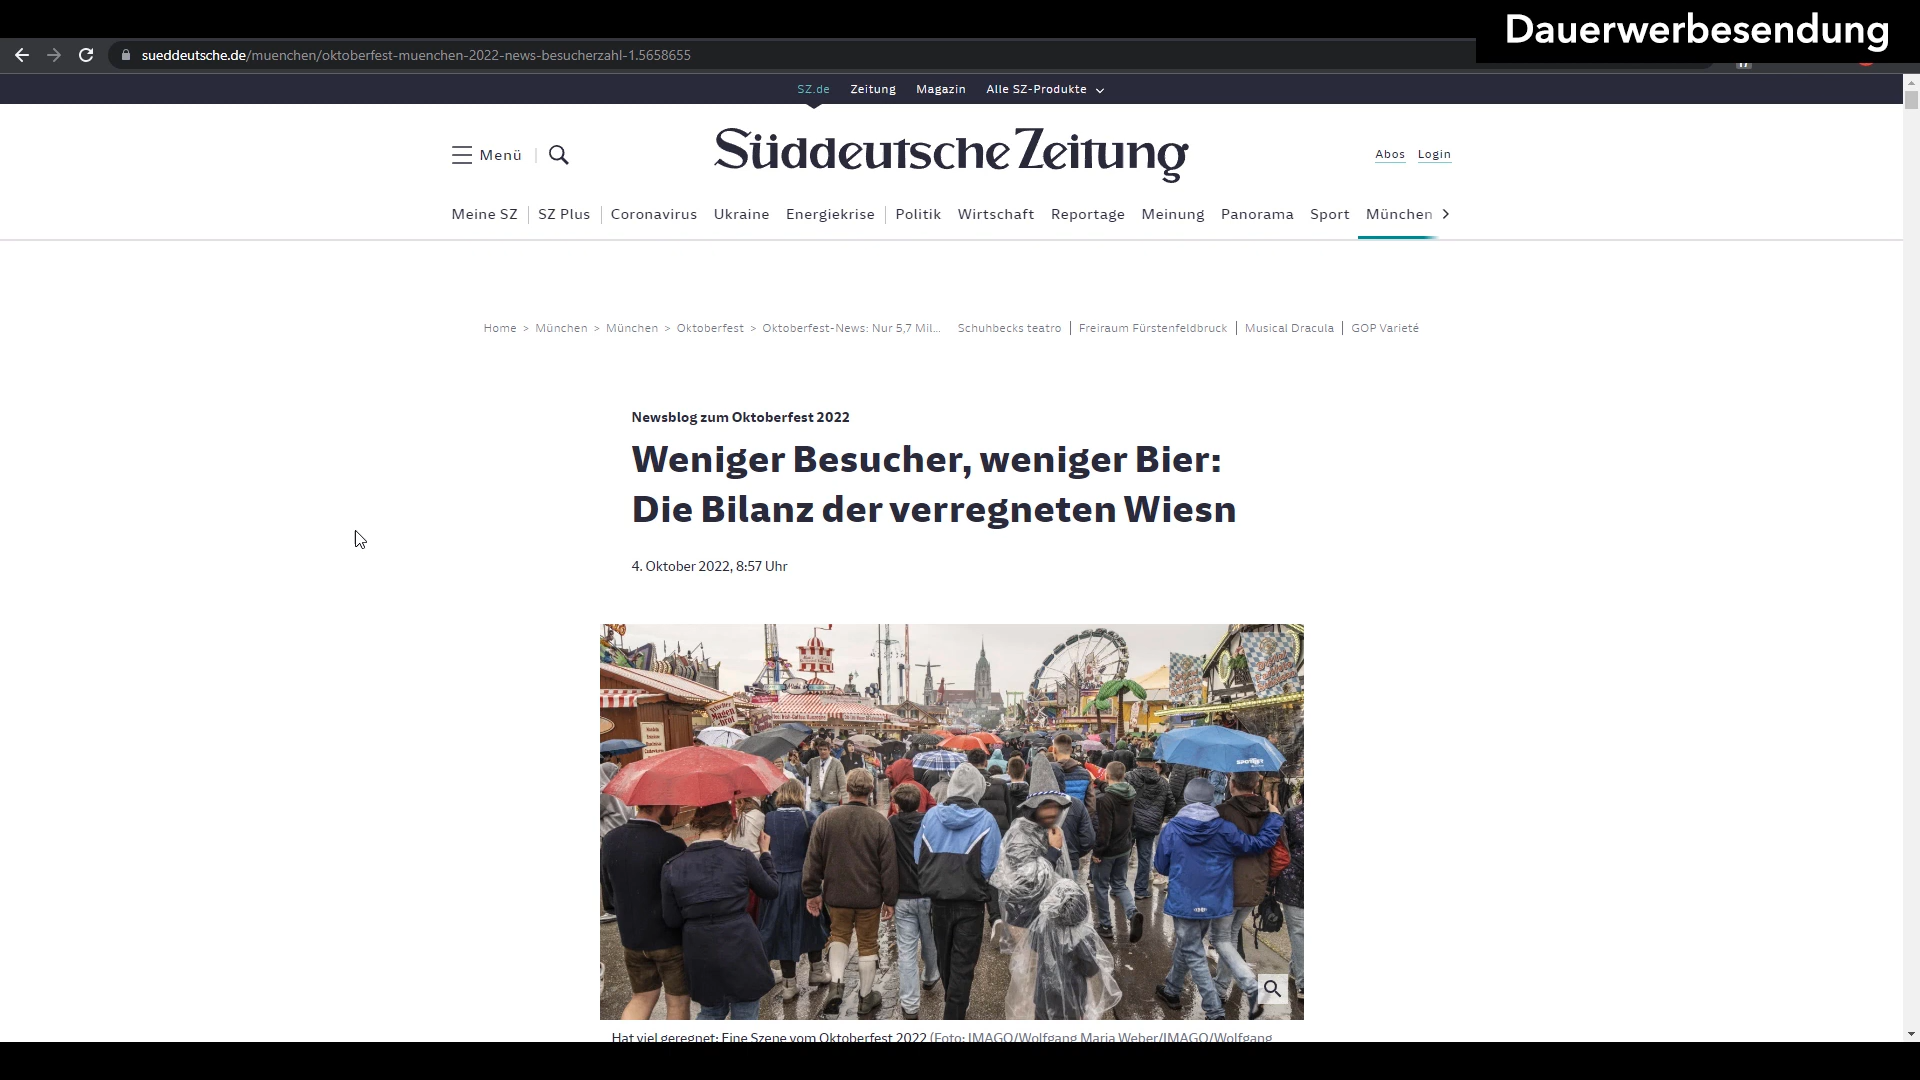 Dauerwerbesendung
sueddeutsche.de/muenchen/oktoberfest-muenchen-2022-news-besucherzahl-1.5658655
SZ.de Zeitung Magazin Alle SZ-Produkte
Menü
Süddeutsche Zeitung
Abos Login
Meine SZ SZ Plus Coronavirus Ukraine Energiekrise Politik Wirtschaft Reportage Meinung Panorama Sport München
Home > München > München > Oktoberfest > Oktoberfest-News: Nur 5,7 Mil... Schuhbecks teatro | Freiraum Fürstenfeldbruck | Musical Dracula | GOP Varieté
Newsblog zum Oktoberfest 2022
Weniger Besucher, weniger Bier:
Die Bilanz der verregneten Wiesn
4. Oktober 2022, 8:57 Uhr
Hat viel geregnet: Eine Szene vom Oktoberfest 2022 (Foto: IMAGO/Wolfgang Maria Weber/IMAGO/Wolfgang